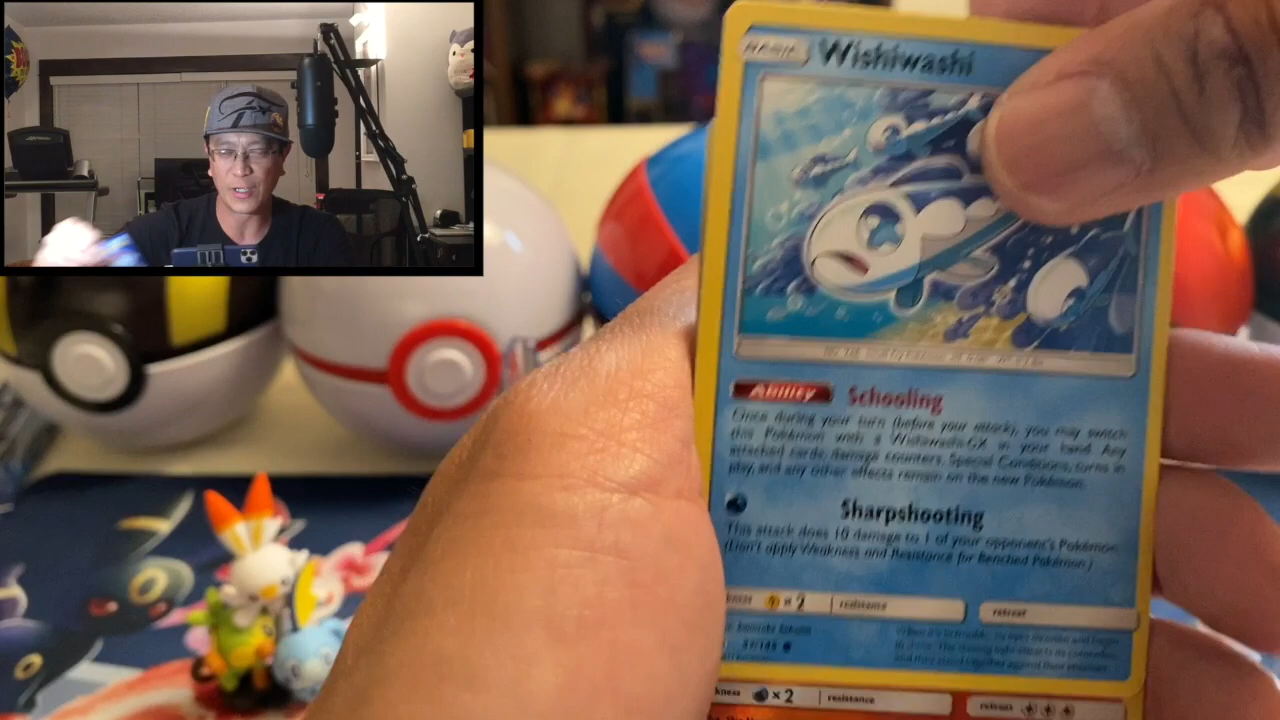 BASIC Wishiwashi
Ability Schooling
Once during your turn (before your attack), you may switch
this Pokémon with a Wishiwashi-GX in your hand. Any
attached cards, damage counters, Special Conditions, turns in
play, and any other effects remain on the new Pokémon.
Sharpshooting
This attack does 10 damage to 1 of your opponent's Pokémon.
(Don't apply Weakness and Resistance for Benched Pokémon.)
×2 resistance retreat
kness ×2 resistance retreat